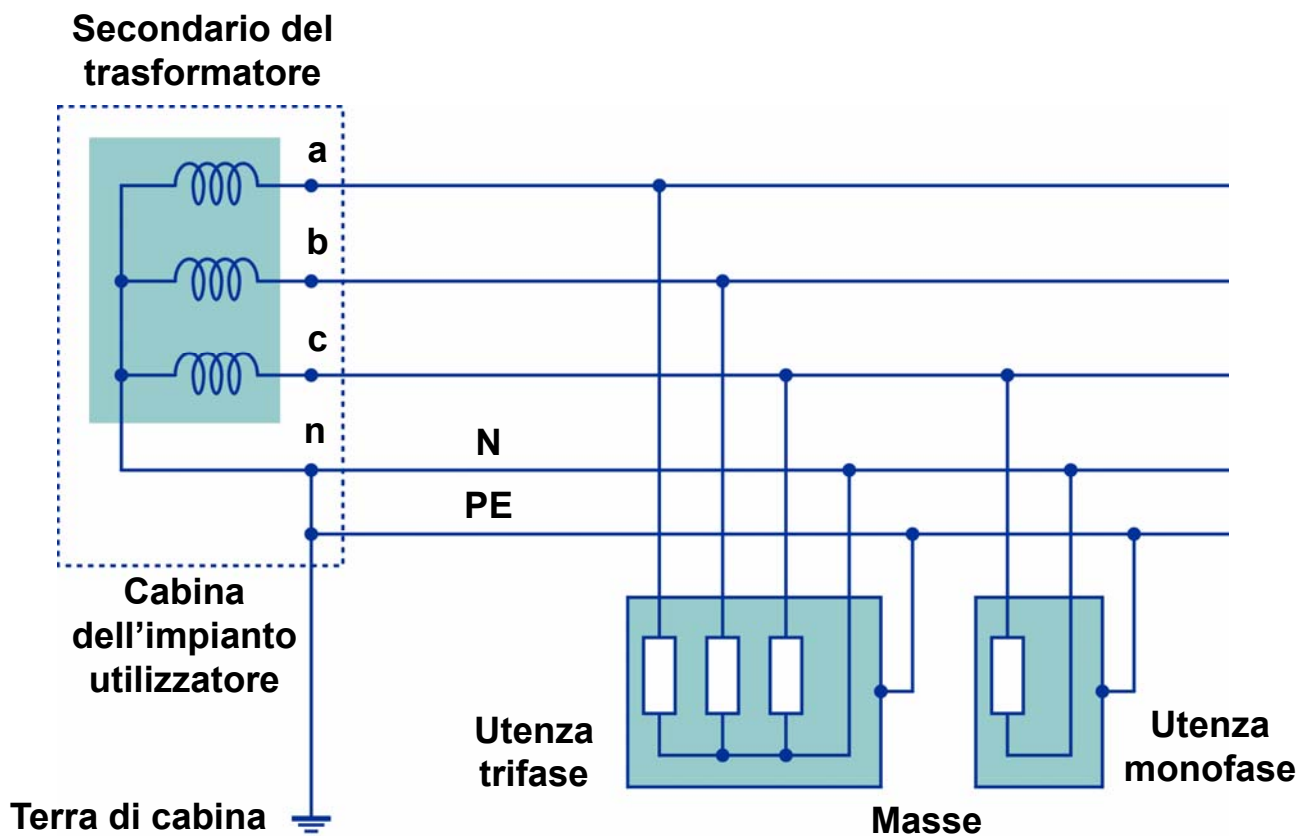 Secondario del
trasformatore
a
b
c
n
N
PE
Cabina
dell'impianto
utilizzatore
Utenza
trifase
Utenza
monofase
Terra di cabina
Masse